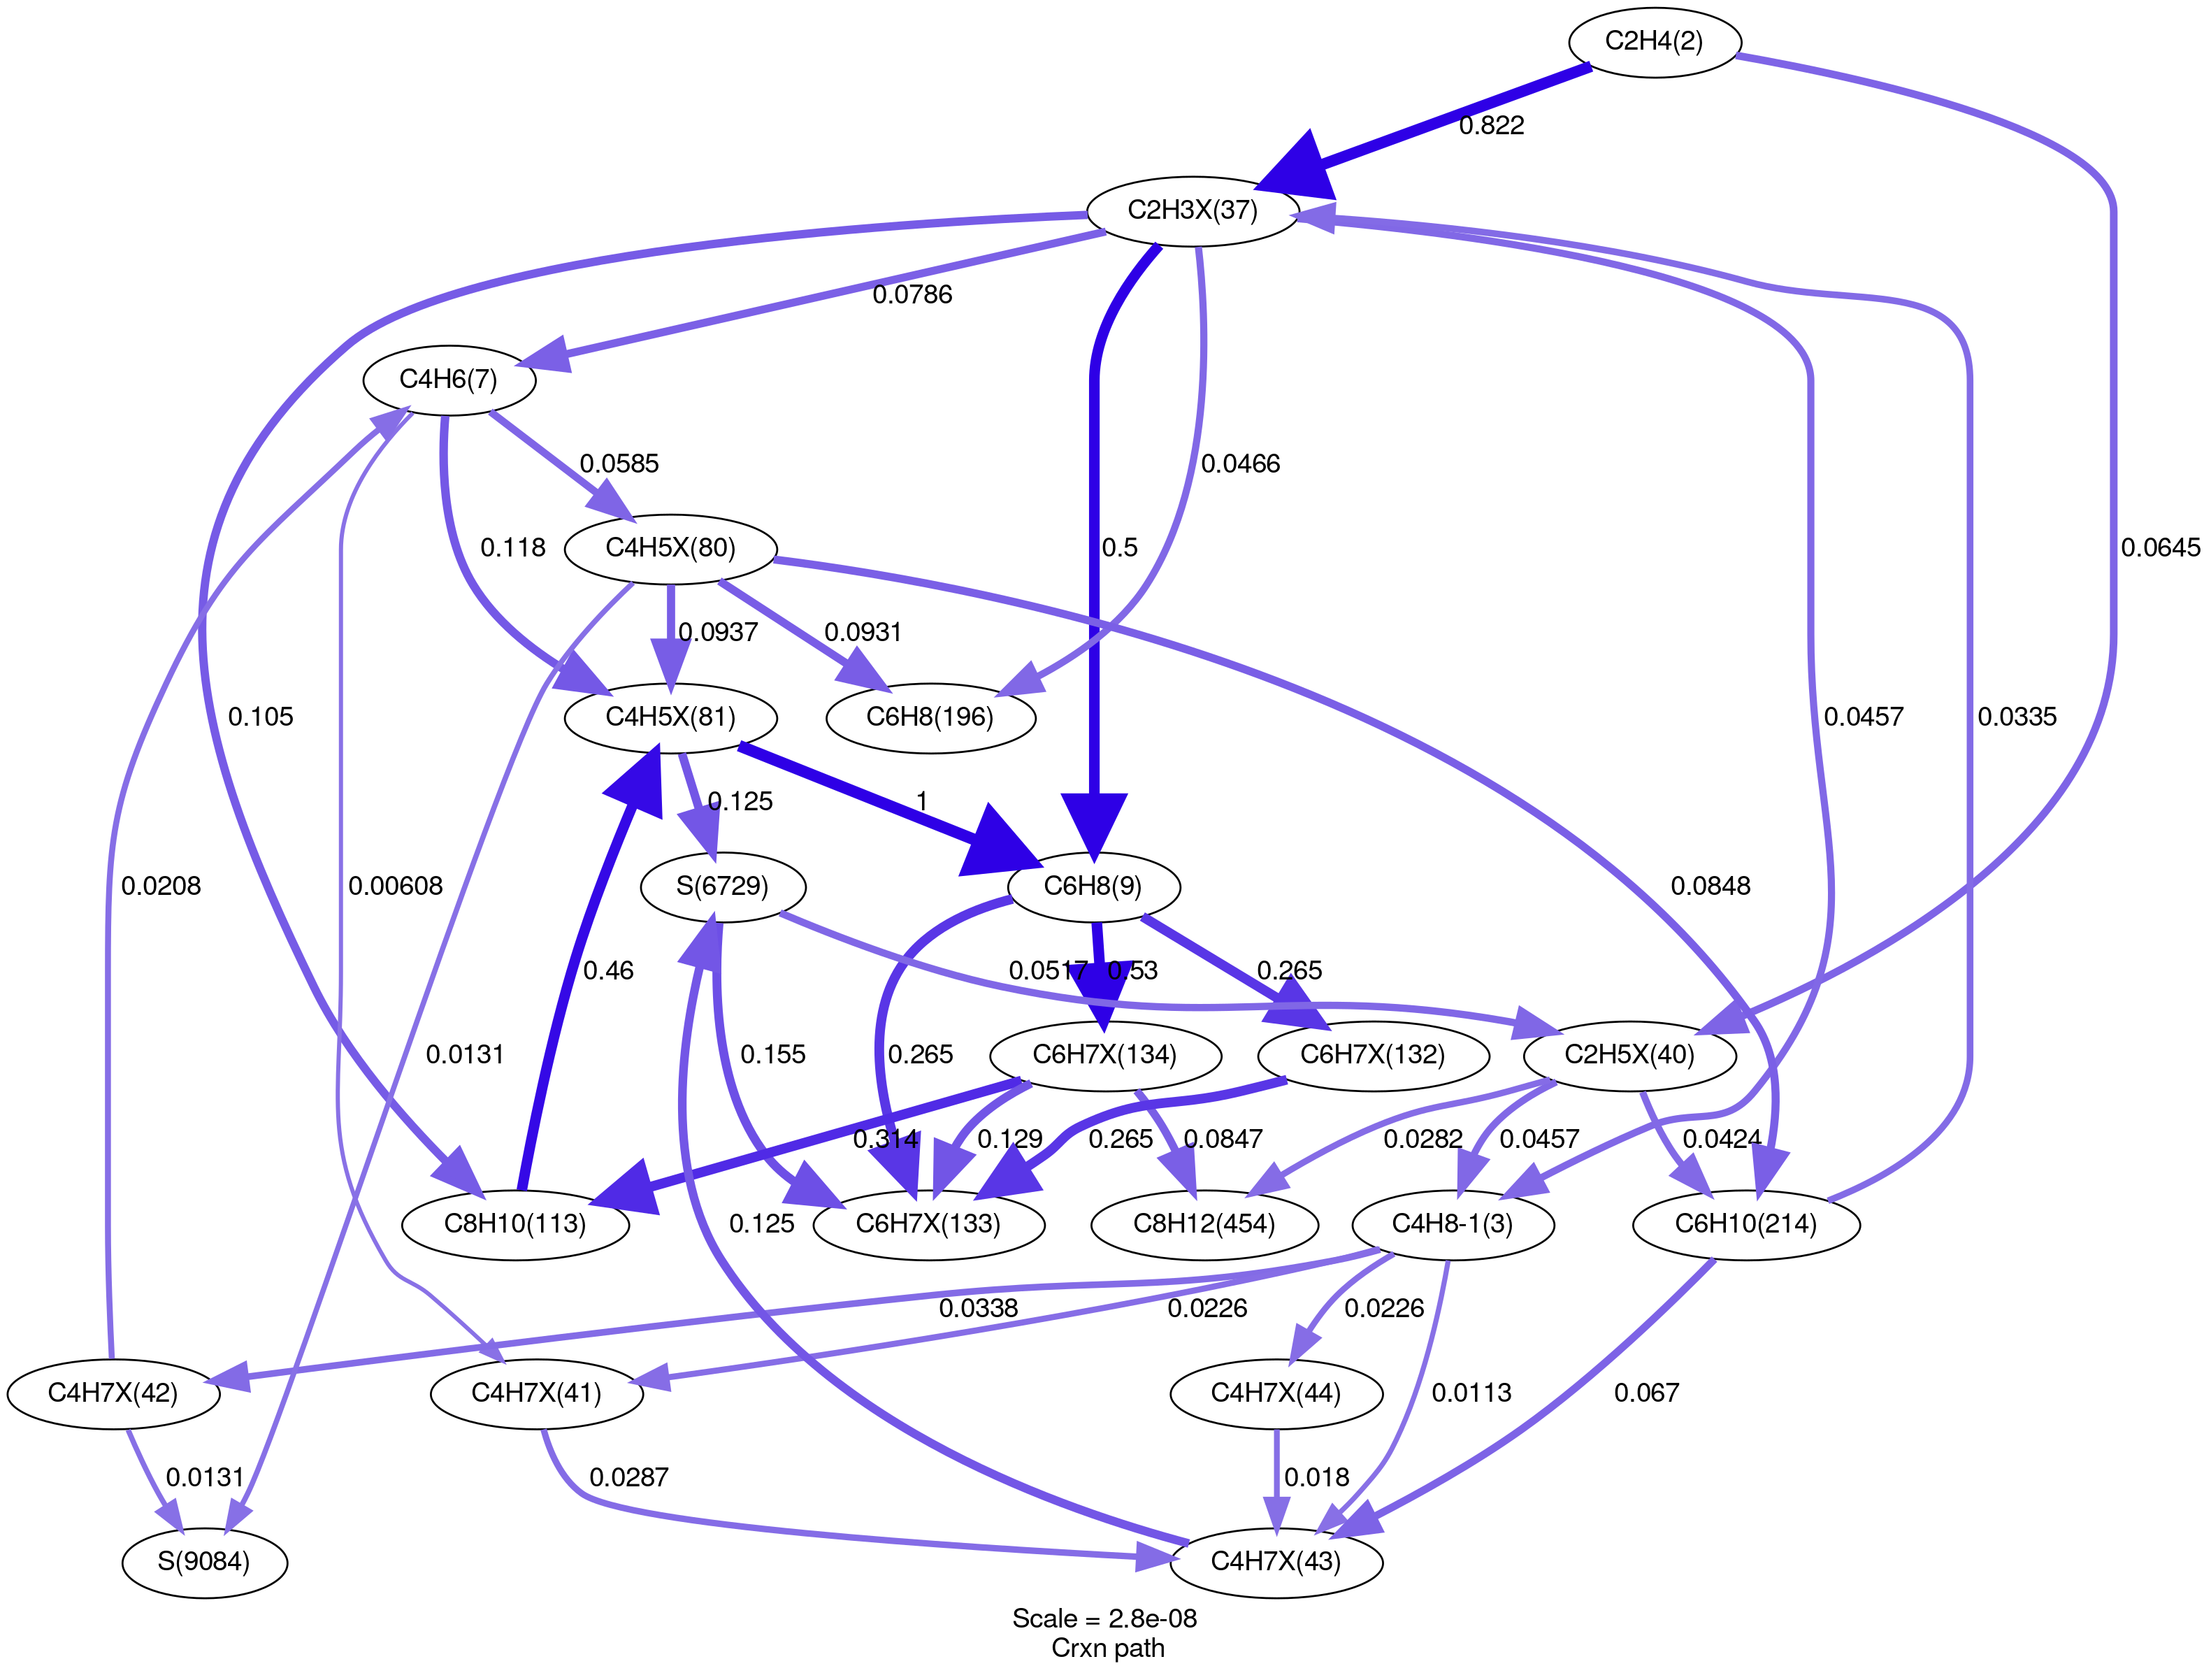 C2H4(2)
0.822
C2H3X(37)
0.0786
C4H6(7)
0.0585
0.0466
C4H5X(80)
0.118
0.5
0.0645
0.0937
0.0931
C4H5X(81)
C6H8(196)
0.105
0.0457
0.0335
0.125
1
S(6729)
C6H8(9)
0.0208
0.00608
0.0848
0.46
0.0517
0.53
0.265
0.0131
0.155
0.265
C6H7X(134)
C6H7X(132)
C2H5X(40)
0.125
0.314
0.129
0.265
0.0847
0.0282
0.0457
0.0424
C8H10(113)
C6H7X(133)
C8H12(454)
C4H8-1(3)
C6H10(214)
0.0338
0.0226
0.0226
0.0113
0.067
C4H7X(42)
C4H7X(41)
C4H7X(44)
0.0131
0.0287
0.018
S(9084)
C4H7X(43)
Scale = 2.8e-08
Crxn path